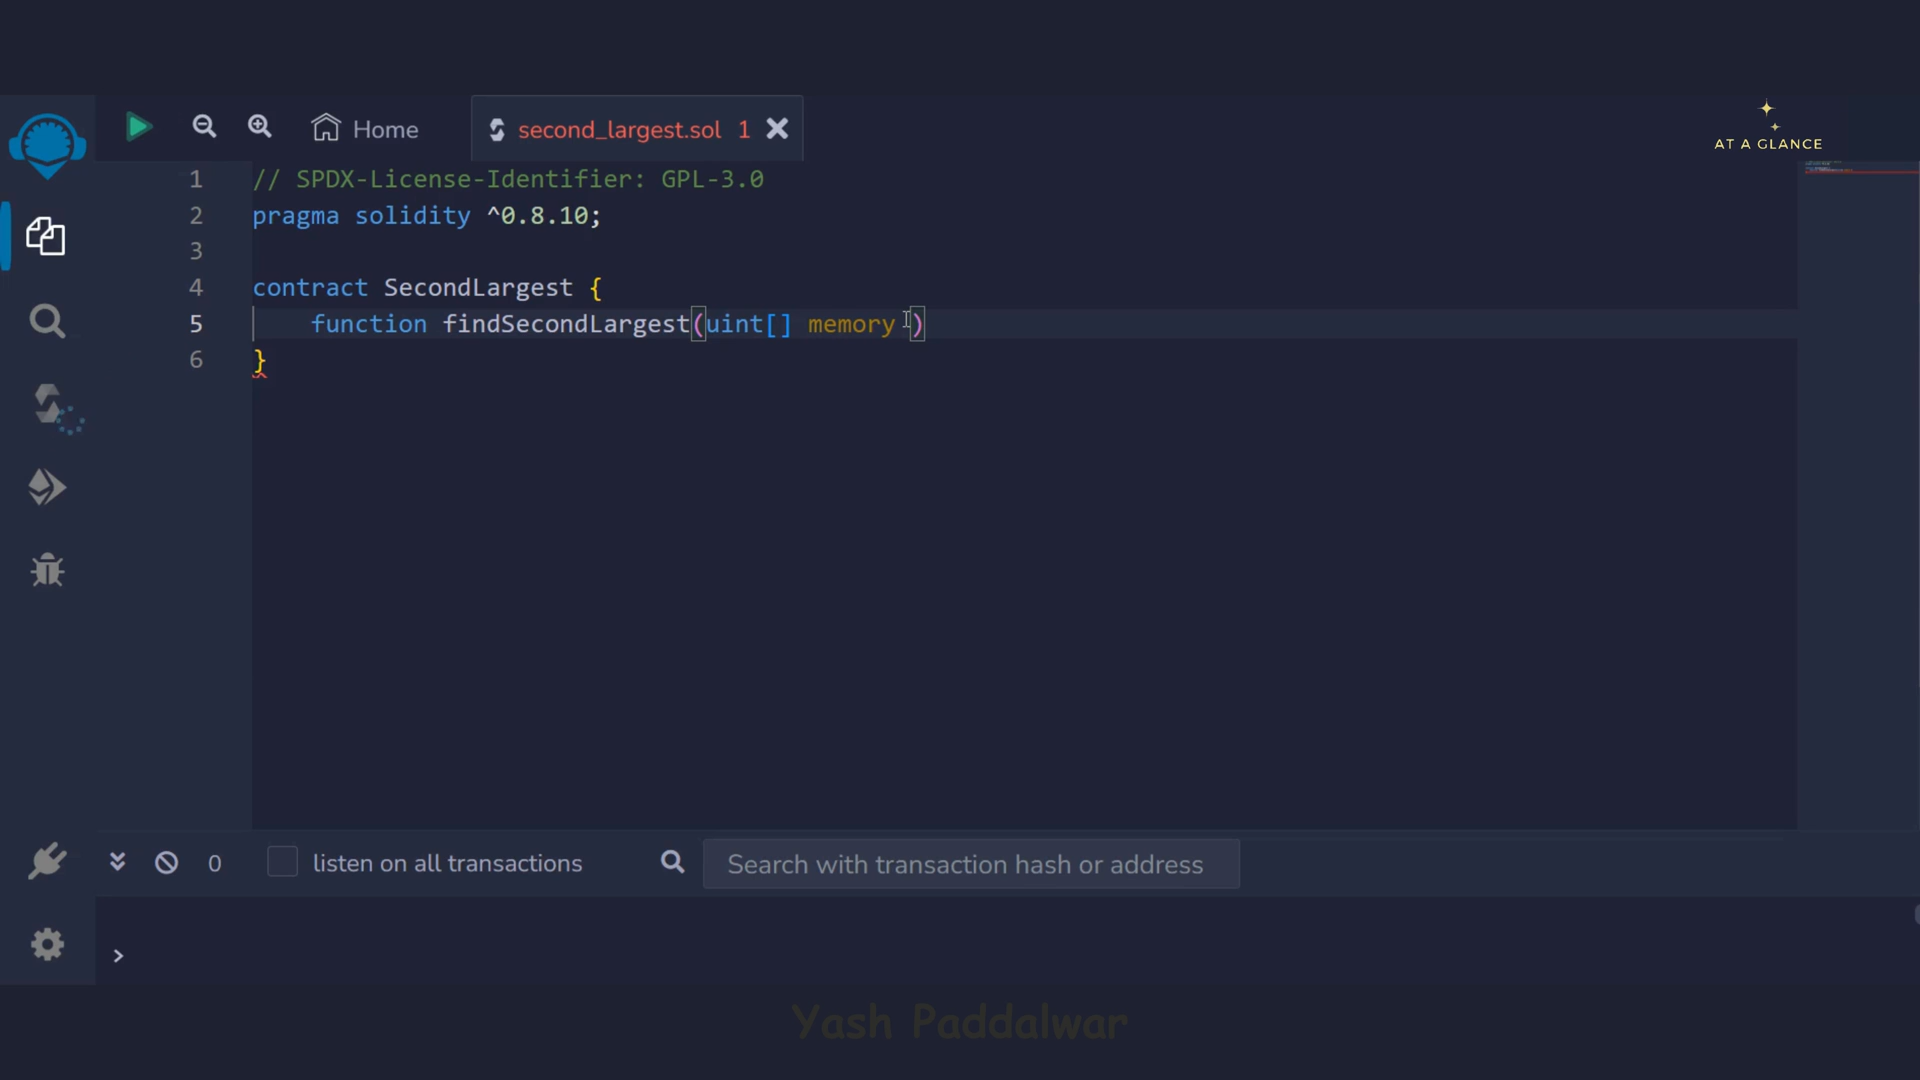 Home
second_largest.sol 1
AT A GLANCE
1 // SPDX-License-Identifier: GPL-3.0
2 pragma solidity ^0.8.10;
3
4 contract SecondLargest {
5 function findSecondLargest(uint[] memory )
6 }
0 listen on all transactions Search with transaction hash or address
>
Yash Paddalwar